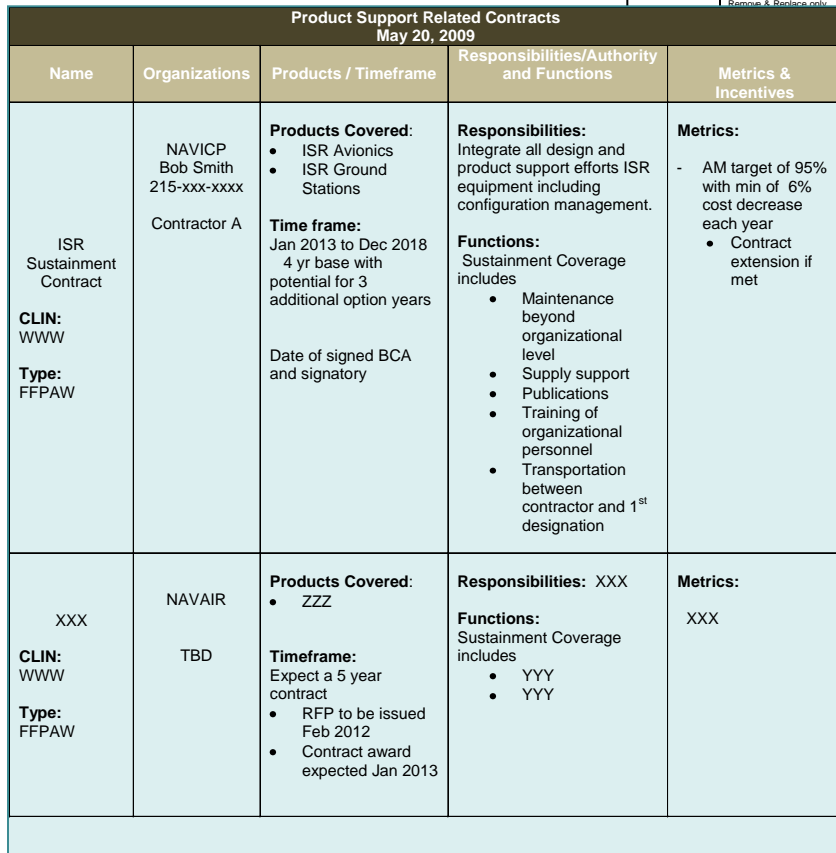 Remove & Replace only
Product Support Related Contracts
May 20, 2009
Name
Organizations
Products / Timeframe
Responsibilities/Authority
and Functions
Metrics &
Incentives
ISR
Sustainment
Contract
CLIN:
WWW
Type:
FFPAW
NAVICP
Bob Smith
215-xxx-xxxx
Contractor A
Products Covered:
• ISR Avionics
• ISR Ground
Stations
Time frame:
Jan 2013 to Dec 2018
4 yr base with
potential for 3
additional option years
Date of signed BCA
and signatory
Responsibilities:
Integrate all design and
product support efforts ISR
equipment including
configuration management.
Functions:
Sustainment Coverage
includes
• Maintenance
beyond
organizational
level
• Supply support
• Publications
• Training of
organizational
personnel
• Transportation
between
contractor and 1st
designation
Metrics:
- AM target of 95%
with min of 6%
cost decrease
each year
• Contract
extension if
met
XXX
CLIN:
WWW
Type:
FFPAW
NAVAIR
TBD
Products Covered:
• ZZZ
Timeframe:
Expect a 5 year
contract
• RFP to be issued
Feb 2012
• Contract award
expected Jan 2013
Responsibilities: XXX
Functions:
Sustainment Coverage
includes
• YYY
• YYY
Metrics:
XXX